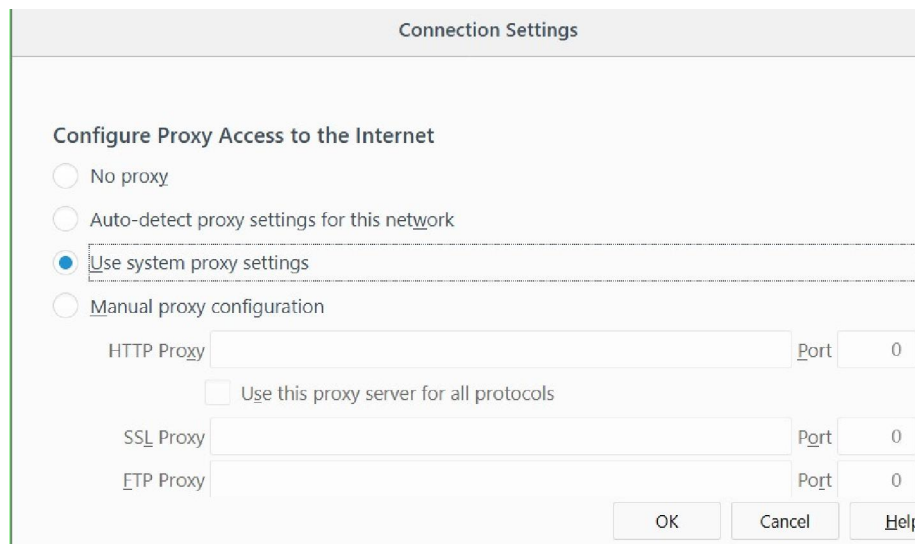 Connection Settings
Configure Proxy Access to the Internet
No proxy
Auto-detect proxy settings for this network
Use system proxy settings
Manual proxy configuration
HTTP Proxy Port 0
Use this proxy server for all protocols
SSL Proxy Port 0
FTP Proxy Port 0
OK Cancel Help